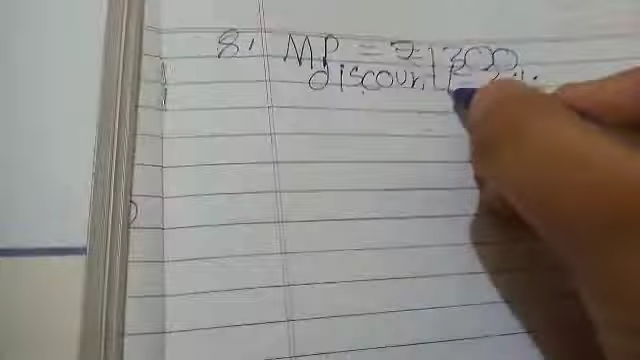 8. MP = ₹1300
discount =